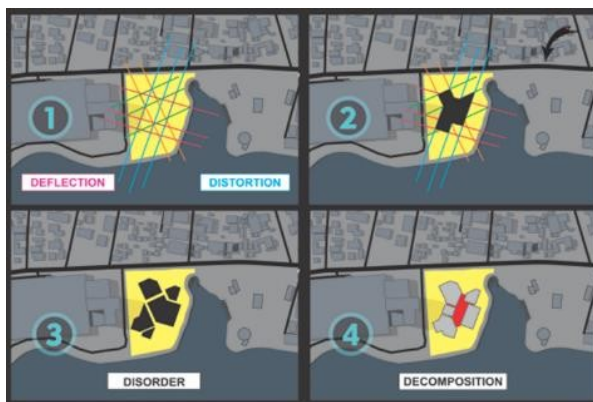 1
2
DEFLECTION
DISTORTION
3
4
DISORDER
DECOMPOSITION